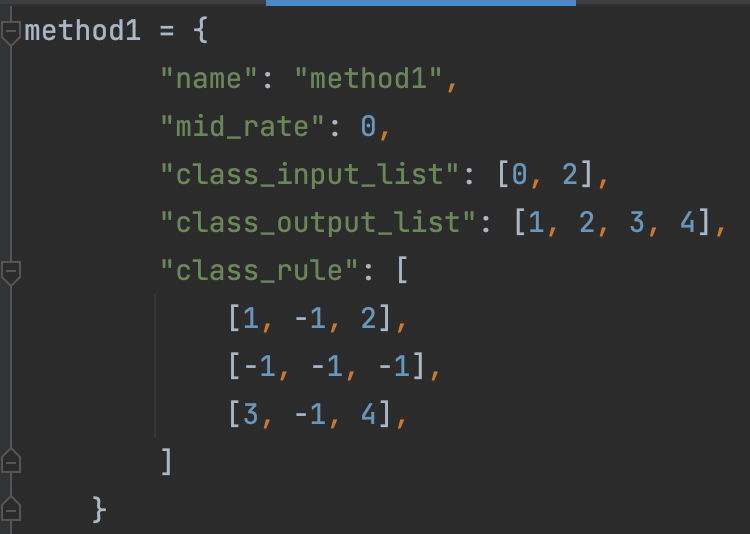 method1 = {
"name": "method1",
"mid_rate": 0,
"class_input_list": [0, 2],
"class_output_list": [1, 2, 3, 4],
"class_rule": [
[1, -1, 2],
[-1, -1, -1],
[3, -1, 4],
]
}